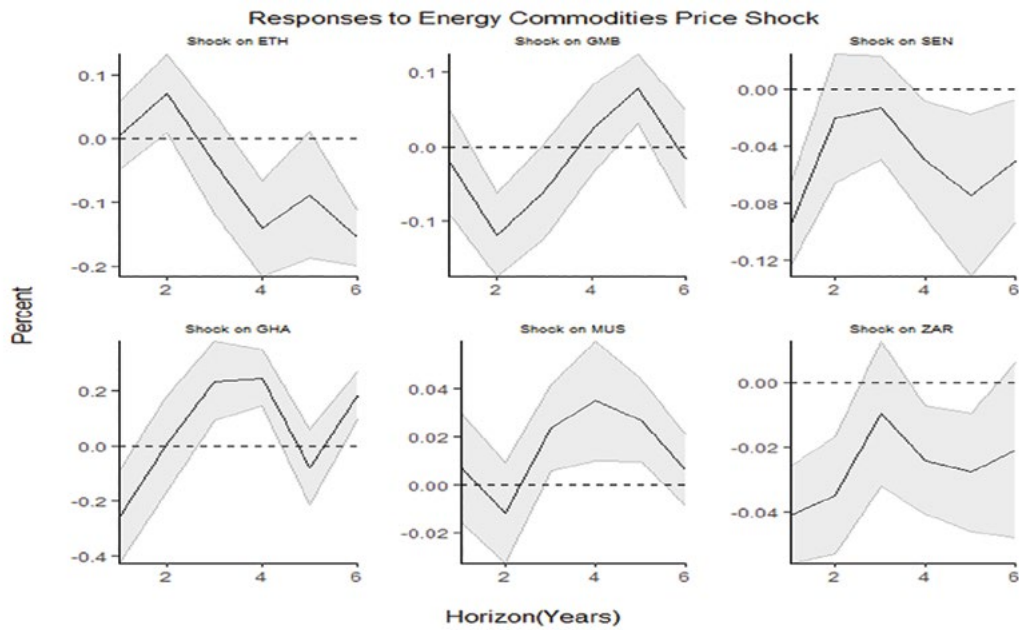 Responses to Energy Commodities Price Shock
Shock on ETH
Shock on GMB
Shock on SEN
0.1
0.0
-0.1
-0.2
2 4 6
0.1
0.0
-0.1
2 4 6
0.00
-0.04
-0.08
-0.12
2 4 6
Percent
Shock on GHA
Shock on MUS
Shock on ZAR
0.2
0.0
-0.2
-0.4
2 4 6
0.04
0.02
0.00
-0.02
2 4 6
0.00
-0.02
-0.04
2 4 6
Horizon(Years)